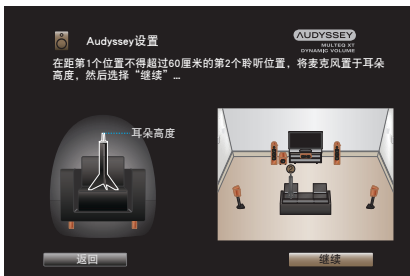 Audyssey设置
AUDYSSEY
MULTEQ XT
DYNAMIC VOLUME
在距第1个位置不得超过60厘米的第2个聆听位置，将麦克风置于耳朵
高度，然后选择“继续”...
耳朵高度
返回
继续